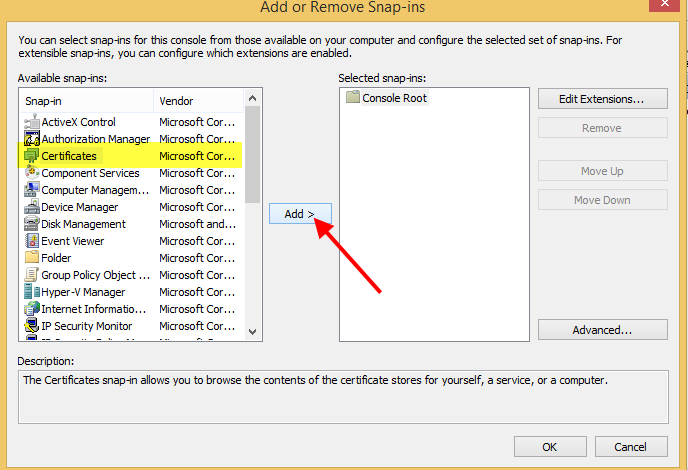 Add or Remove Snap-ins
You can select snap-ins for this console from those available on your computer and configure the selected set of snap-ins. For
extensible snap-ins, you can configure which extensions are enabled.
Available snap-ins:
Selected snap-ins:
Snap-in Vendor
ActiveX Control Microsoft Cor...
Authorization Manager Microsoft Cor...
Certificates Microsoft Cor...
Component Services Microsoft Cor...
Computer Managem... Microsoft Cor...
Device Manager Microsoft Cor...
Disk Management Microsoft and...
Event Viewer Microsoft Cor...
Folder Microsoft Cor...
Group Policy Object ... Microsoft Cor...
Hyper-V Manager Microsoft Cor...
Internet Informatio... Microsoft Cor...
IP Security Monitor Microsoft Cor...
Add >
Console Root
Edit Extensions...
Remove
Move Up
Move Down
Advanced...
Description:
The Certificates snap-in allows you to browse the contents of the certificate stores for yourself, a service, or a computer.
OK
Cancel